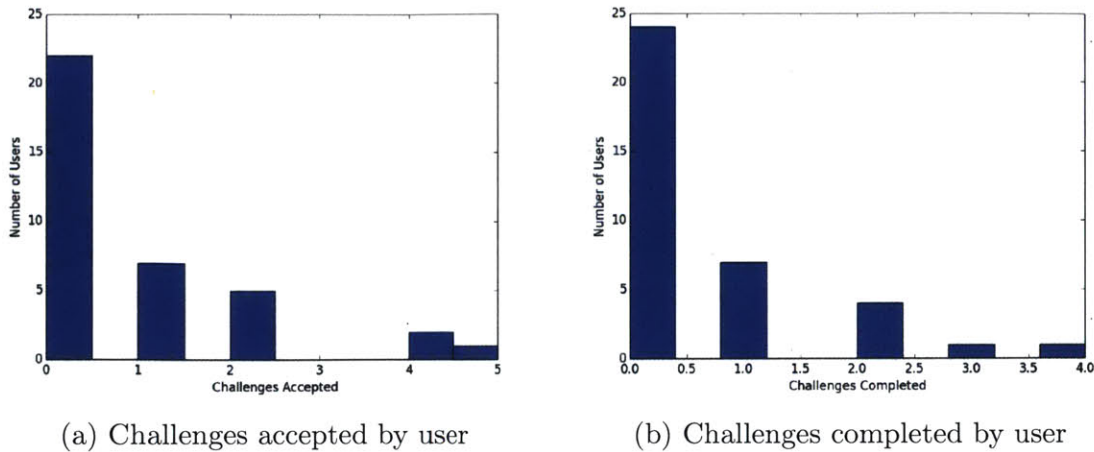 25
20
15
10
5
0
Number of Users
0 1 2 3 4 5
Challenges Accepted
(a) Challenges accepted by user
25
20
15
10
5
0
Number of Users
0.0 0.5 1.0 1.5 2.0 2.5 3.0 3.5 4.0
Challenges Completed
(b) Challenges completed by user